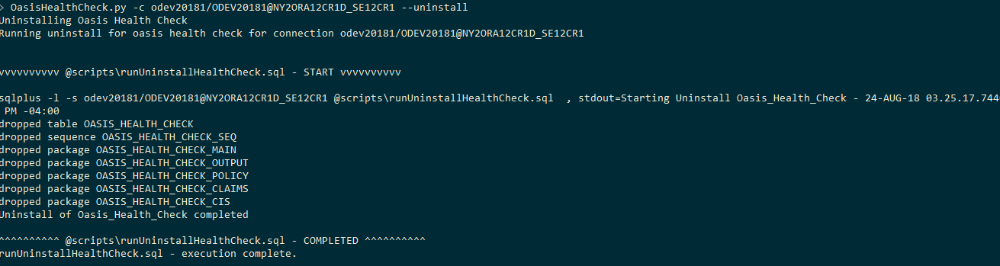 > OasisHealthCheck.py -c odev20181/ODEV20181@NY2ORA12CR1D_SE12CR1 --uninstall
Uninstalling Oasis Health Check
Running uninstall for oasis health check for connection odev20181/ODEV20181@NY2ORA12CR1D_SE12CR1
vvvvvvvvvv @scripts\runUninstallHealthCheck.sql - START vvvvvvvvvv
sqlplus -l -s odev20181/ODEV20181@NY2ORA12CR1D_SE12CR1 @scripts\runUninstallHealthCheck.sql  , stdout=Starting Uninstall Oasis_Health_Check - 24-AUG-18 03.25.17.744
PM -04:00
dropped table OASIS_HEALTH_CHECK
dropped sequence OASIS_HEALTH_CHECK_SEQ
dropped package OASIS_HEALTH_CHECK_MAIN
dropped package OASIS_HEALTH_CHECK_OUTPUT
dropped package OASIS_HEALTH_CHECK_POLICY
dropped package OASIS_HEALTH_CHECK_CLAIMS
dropped package OASIS_HEALTH_CHECK_CIS
Uninstall of Oasis_Health_Check completed
^^^^^^^^^^ @scripts\runUninstallHealthCheck.sql - COMPLETED ^^^^^^^^^^
runUninstallHealthCheck.sql - execution complete.